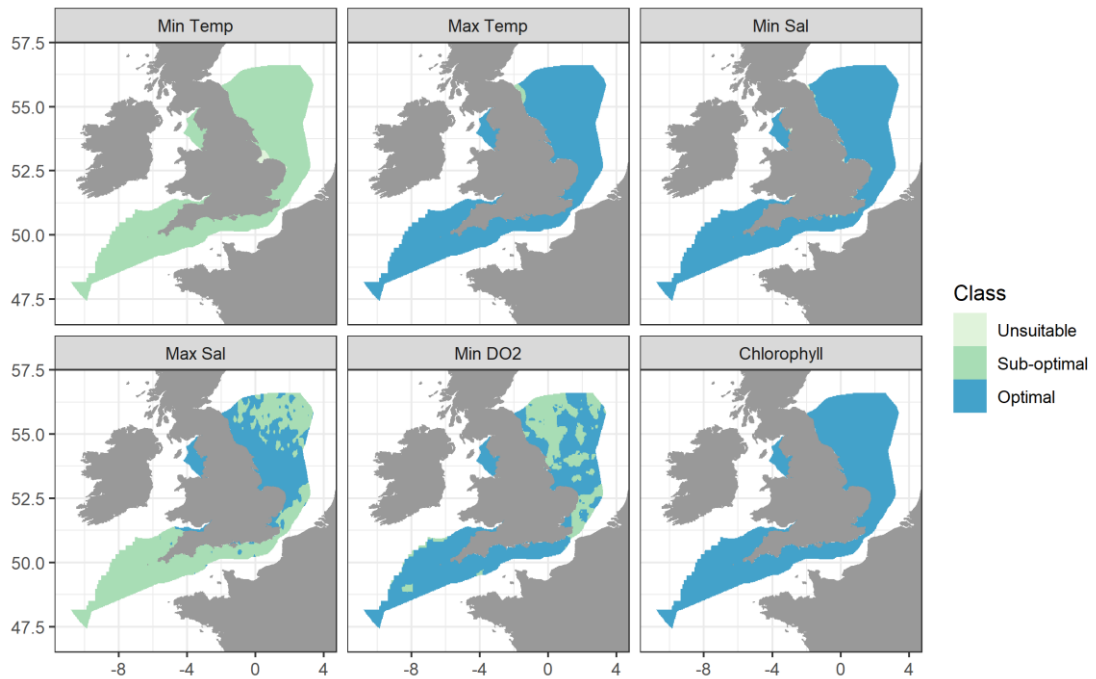 Min Temp
Max Temp
Min Sal
57.5
55.0
52.5
50.0
47.5
Max Sal
Min DO2
Chlorophyll
57.5
55.0
52.5
50.0
47.5
-8
-4
0
4
-8
-4
0
4
-8
-4
0
4
Class
Unsuitable
Sub-optimal
Optimal